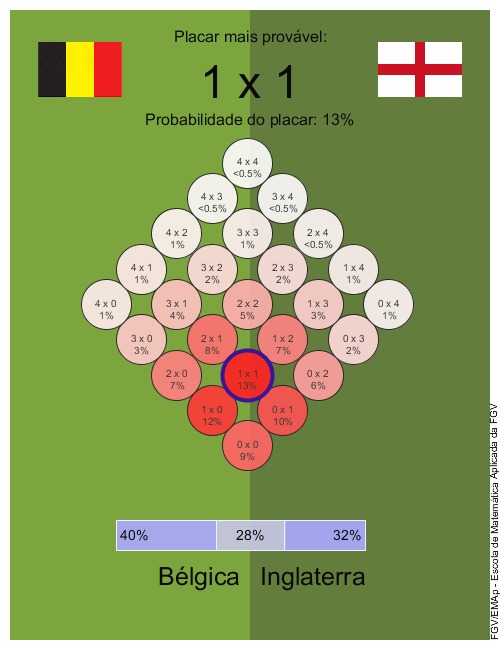 Placar mais provável:
1 x 1
Probabilidade do placar: 13%
4 x 4
<0.5%
4 x 3
<0.5%
3 x 4
<0.5%
4 x 2
1%
3 x 3
1%
2 x 4
<0.5%
4 x 1
1%
3 x 2
2%
2 x 3
2%
1 x 4
1%
4 x 0
1%
3 x 1
4%
2 x 2
5%
1 x 3
3%
0 x 4
1%
3 x 0
3%
2 x 1
8%
1 x 2
7%
0 x 3
2%
2 x 0
7%
1 x 1
13%
0 x 2
6%
1 x 0
12%
0 x 1
10%
0 x 0
9%
40% 28% 32%
Bélgica Inglaterra
FGV/EMAp - Escola de Matemática Aplicada da FGV